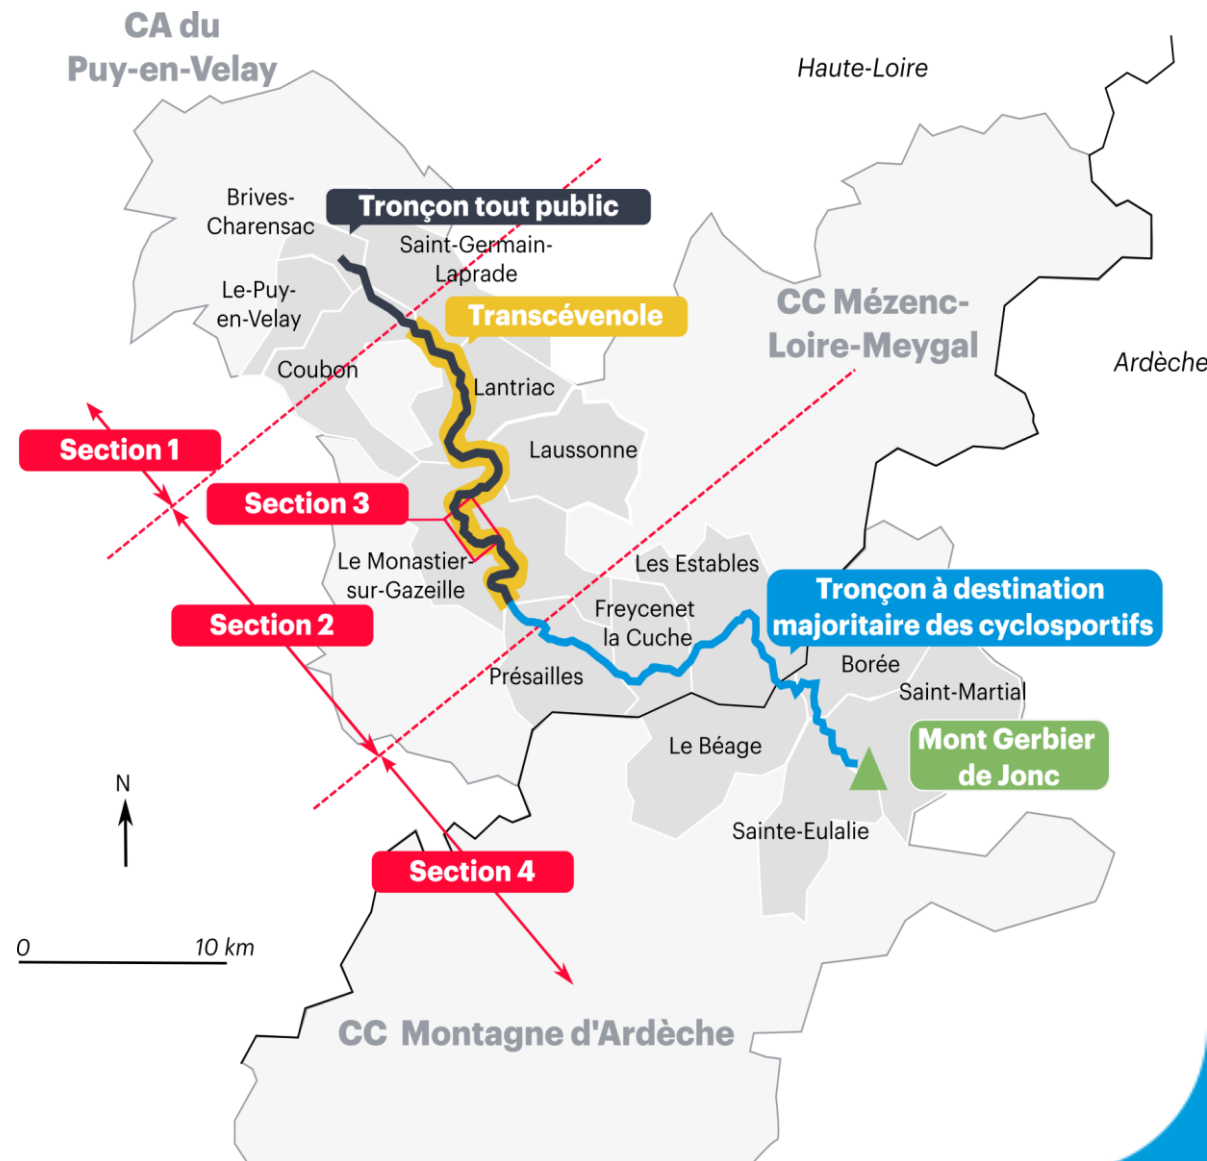 CA du
Puy-en-Velay
Haute-Loire
Brives-
Charensac
Tronçon tout public
Saint-Germain-
Laprade
Le-Puy-
en-Velay
Transcévenole
CC Mézenc-
Loire-Meygal
Ardèche
Coubon
Lantriac
Section 1
Laussonne
Section 3
Le Monastier-
sur-Gazeille
Les Estables
Tronçon à destination
majoritaire des cyclosportifs
Section 2
Freycenet
la Cuche
Borée
Présailles
Saint-Martial
Le Béage
Mont Gerbier
de Jonc
N
Sainte-Eulalie
Section 4
0
10 km
CC Montagne d'Ardèche